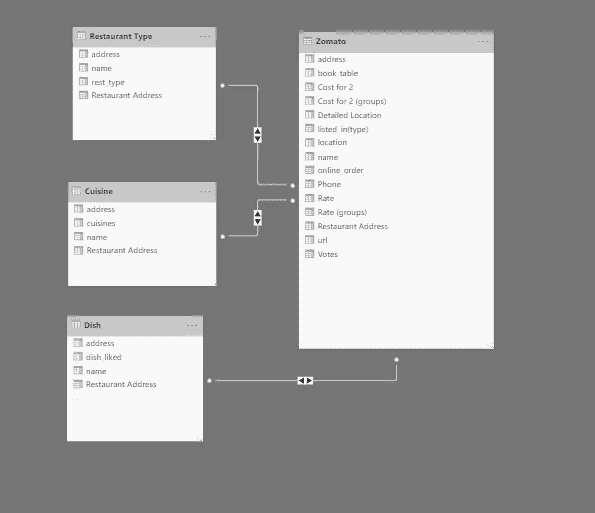 Restaurant Type
address
name
rest_type
Restaurant Address
Cuisine
address
cuisines
name
Restaurant Address
Dish
address
dish_liked
name
Restaurant Address
Zomato
address
book_table
Cost for 2
Cost for 2 (groups)
Detailed Location
listed_in(type)
location
name
online_order
Phone
Rate
Rate (groups)
Restaurant Address
url
Votes